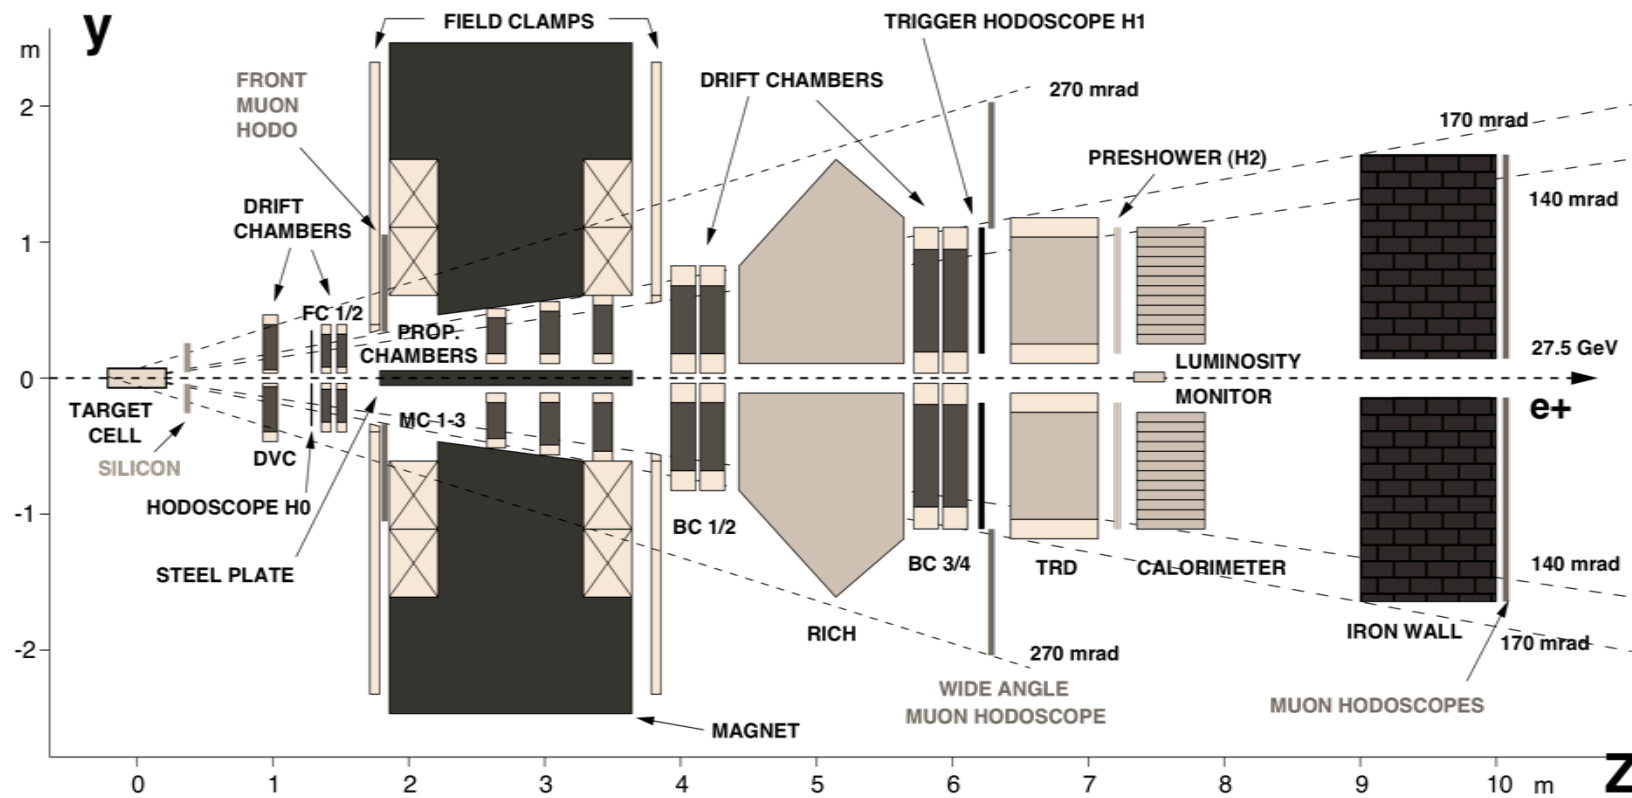 y
m
FIELD CLAMPS
TRIGGER HODOSCOPE H1
FRONT
MUON
HODO
DRIFT CHAMBERS
270 mrad
2
170 mrad
PRESHOWER (H2)
DRIFT
CHAMBERS
140 mrad
1
FC 1/2
PROP.
CHAMBERS
27.5 GeV
LUMINOSITY
0
MONITOR
e+
TARGET
CELL
MC 1-3
SILICON
DVC
HODOSCOPE H0
-1
BC 1/2
STEEL PLATE
BC 3/4
TRD
CALORIMETER
140 mrad
RICH
IRON WALL
170 mrad
-2
270 mrad
WIDE ANGLE
MUON HODOSCOPE
MUON HODOSCOPES
MAGNET
0 1 2 3 4 5 6 7 8 9 10 m
Z